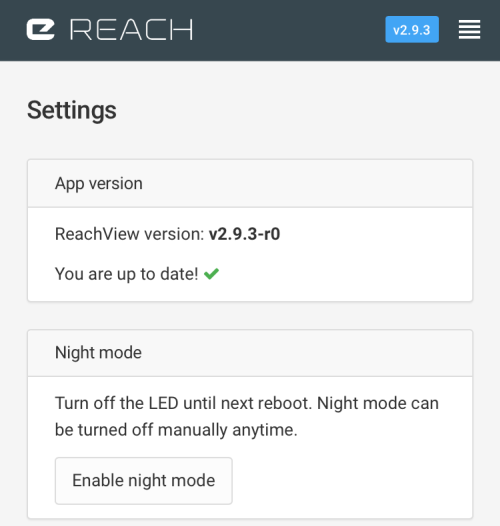 REACH
v2.9.3
Settings
App version
ReachView version: v2.9.3-r0
You are up to date!
Night mode
Turn off the LED until next reboot. Night mode can
be turned off manually anytime.
Enable night mode